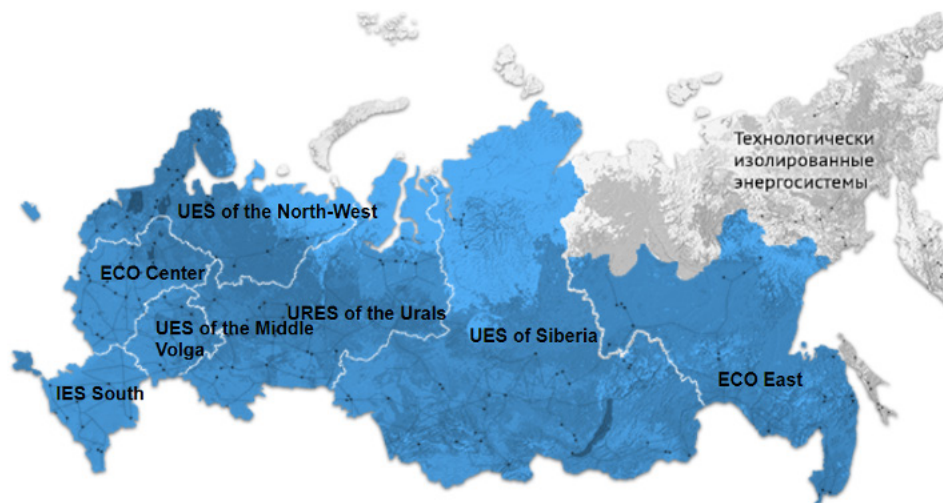 Технологически
изолированные
энергосистемы
UES of the North-West
ECO Center
URES of the Urals
UES of the Middle
Volga
UES of Siberia
ECO East
IES South